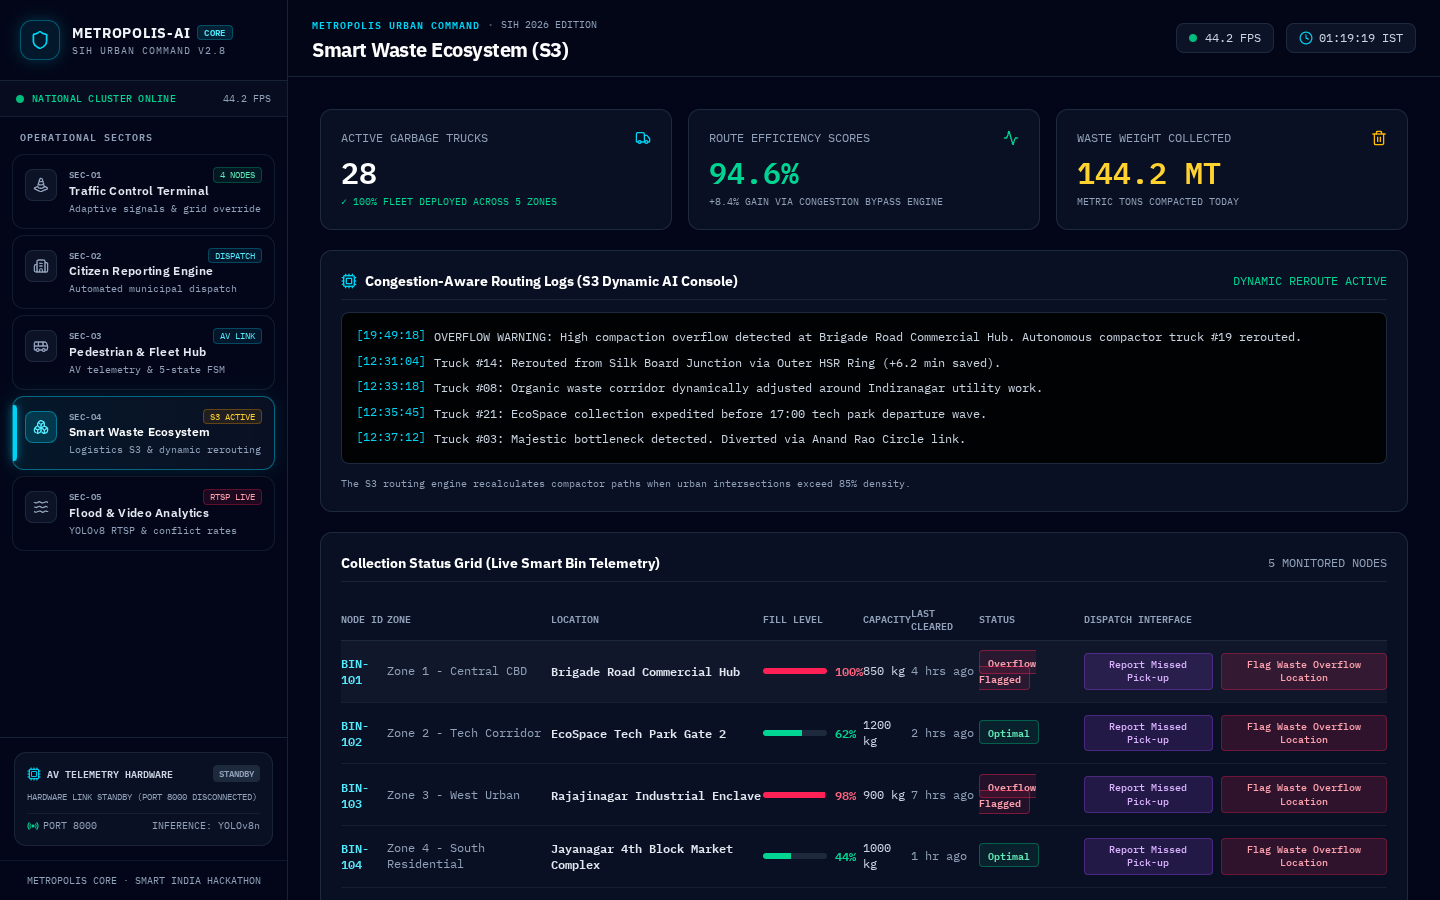 METROPOLIS-AI CORE
SIH URBAN COMMAND V2.8
NATIONAL CLUSTER ONLINE 44.2 FPS
OPERATIONAL SECTORS
SEC-01 4 NODES
Traffic Control Terminal
Adaptive signals & grid override
SEC-02 DISPATCH
Citizen Reporting Engine
Automated municipal dispatch
SEC-03 AV LINK
Pedestrian & Fleet Hub
AV telemetry & 5-state FSM
SEC-04 S3 ACTIVE
Smart Waste Ecosystem
Logistics S3 & dynamic rerouting
SEC-05 RTSP LIVE
Flood & Video Analytics
YOLOv8 RTSP & conflict rates
AV TELEMETRY HARDWARE STANDBY
HARDWARE LINK STANDBY (PORT 8000 DISCONNECTED)
PORT 8000 INFERENCE: YOLOv8n
METROPOLIS CORE · SMART INDIA HACKATHON
METROPOLIS URBAN COMMAND · SIH 2026 EDITION
Smart Waste Ecosystem (S3)
44.2 FPS 01:19:19 IST
ACTIVE GARBAGE TRUCKS
28
✓ 100% FLEET DEPLOYED ACROSS 5 ZONES
ROUTE EFFICIENCY SCORES
94.6%
+8.4% GAIN VIA CONGESTION BYPASS ENGINE
WASTE WEIGHT COLLECTED
144.2 MT
METRIC TONS COMPACTED TODAY
Congestion-Aware Routing Logs (S3 Dynamic AI Console) DYNAMIC REROUTE ACTIVE
[19:49:18] OVERFLOW WARNING: High compaction overflow detected at Brigade Road Commercial Hub. Autonomous compactor truck #19 rerouted.
[12:31:04] Truck #14: Rerouted from Silk Board Junction via Outer HSR Ring (+6.2 min saved).
[12:33:18] Truck #08: Organic waste corridor dynamically adjusted around Indiranagar utility work.
[12:35:45] Truck #21: EcoSpace collection expedited before 17:00 tech park departure wave.
[12:37:12] Truck #03: Majestic bottleneck detected. Diverted via Anand Rao Circle link.
The S3 routing engine recalculates compactor paths when urban intersections exceed 85% density.
Collection Status Grid (Live Smart Bin Telemetry) 5 MONITORED NODES
NODE ID ZONE LOCATION FILL LEVEL CAPACITY LAST CLEARED STATUS DISPATCH INTERFACE
BIN-101 Zone 1 - Central CBD Brigade Road Commercial Hub 100% 850 kg 4 hrs ago Overflow Flagged Report Missed Pick-up Flag Waste Overflow Location
BIN-102 Zone 2 - Tech Corridor EcoSpace Tech Park Gate 2 62% 1200 kg 2 hrs ago Optimal Report Missed Pick-up Flag Waste Overflow Location
BIN-103 Zone 3 - West Urban Rajajinagar Industrial Enclave 98% 900 kg 7 hrs ago Overflow Flagged Report Missed Pick-up Flag Waste Overflow Location
BIN-104 Zone 4 - South Residential Jayanagar 4th Block Market Complex 44% 1000 kg 1 hr ago Optimal Report Missed Pick-up Flag Waste Overflow Location